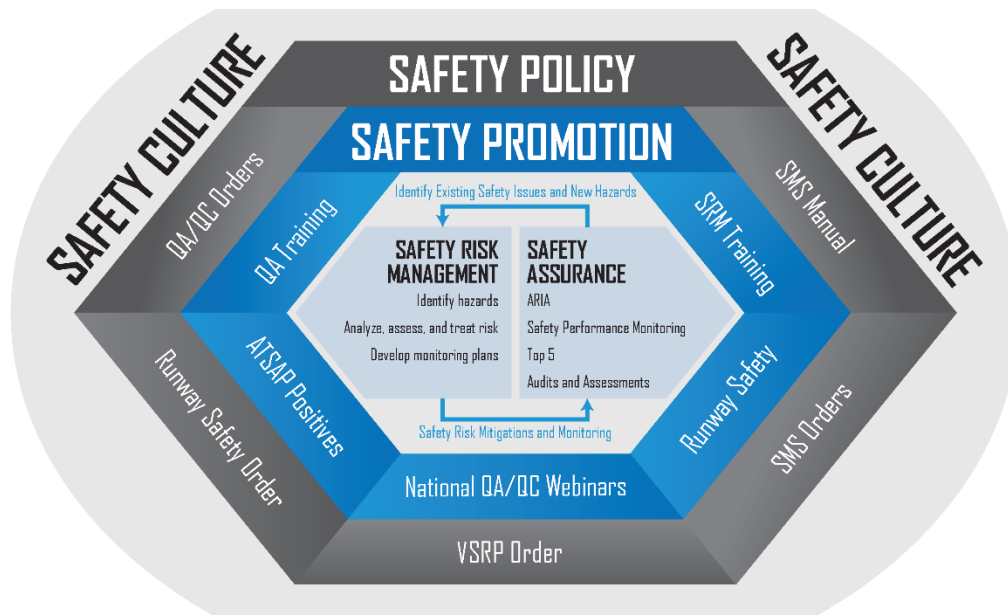 SAFETY CULTURE
SAFETY CULTURE
SAFETY POLICY
QA/QC Orders
SMS Manual
Runway Safety Order
SMS Orders
VSRP Order
SAFETY PROMOTION
QA Training
SRM Training
ATSAP Positives
Runway Safety
National QA/QC Webinars
Identify Existing Safety Issues and New Hazards
SAFETY RISK
MANAGEMENT
Identify hazards
Analyze, assess, and treat risk
Develop monitoring plans
SAFETY
ASSURANCE
ARIA
Safety Performance Monitoring
Top 5
Audits and Assessments
Safety Risk Mitigations and Monitoring